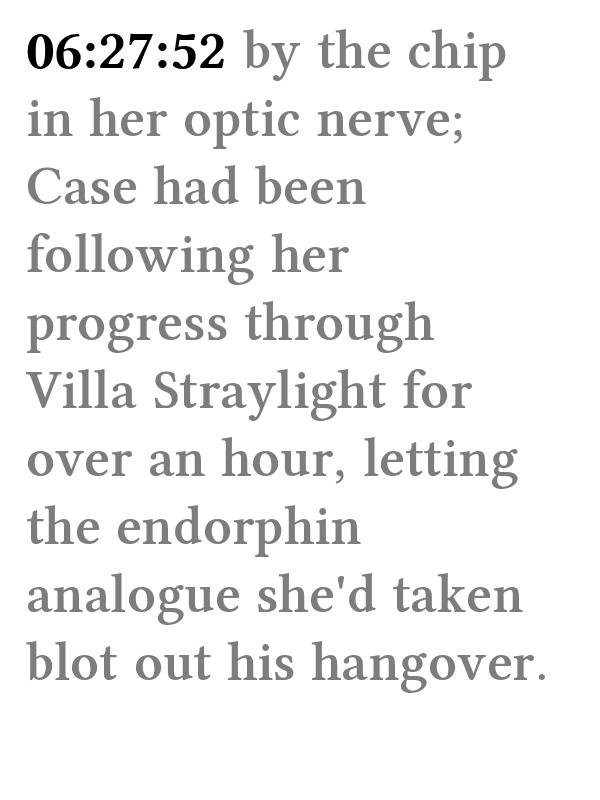 06:27:52 by the chip
in her optic nerve;
Case had been
following her
progress through
Villa Straylight for
over an hour, letting
the endorphin
analogue she'd taken
blot out his hangover.